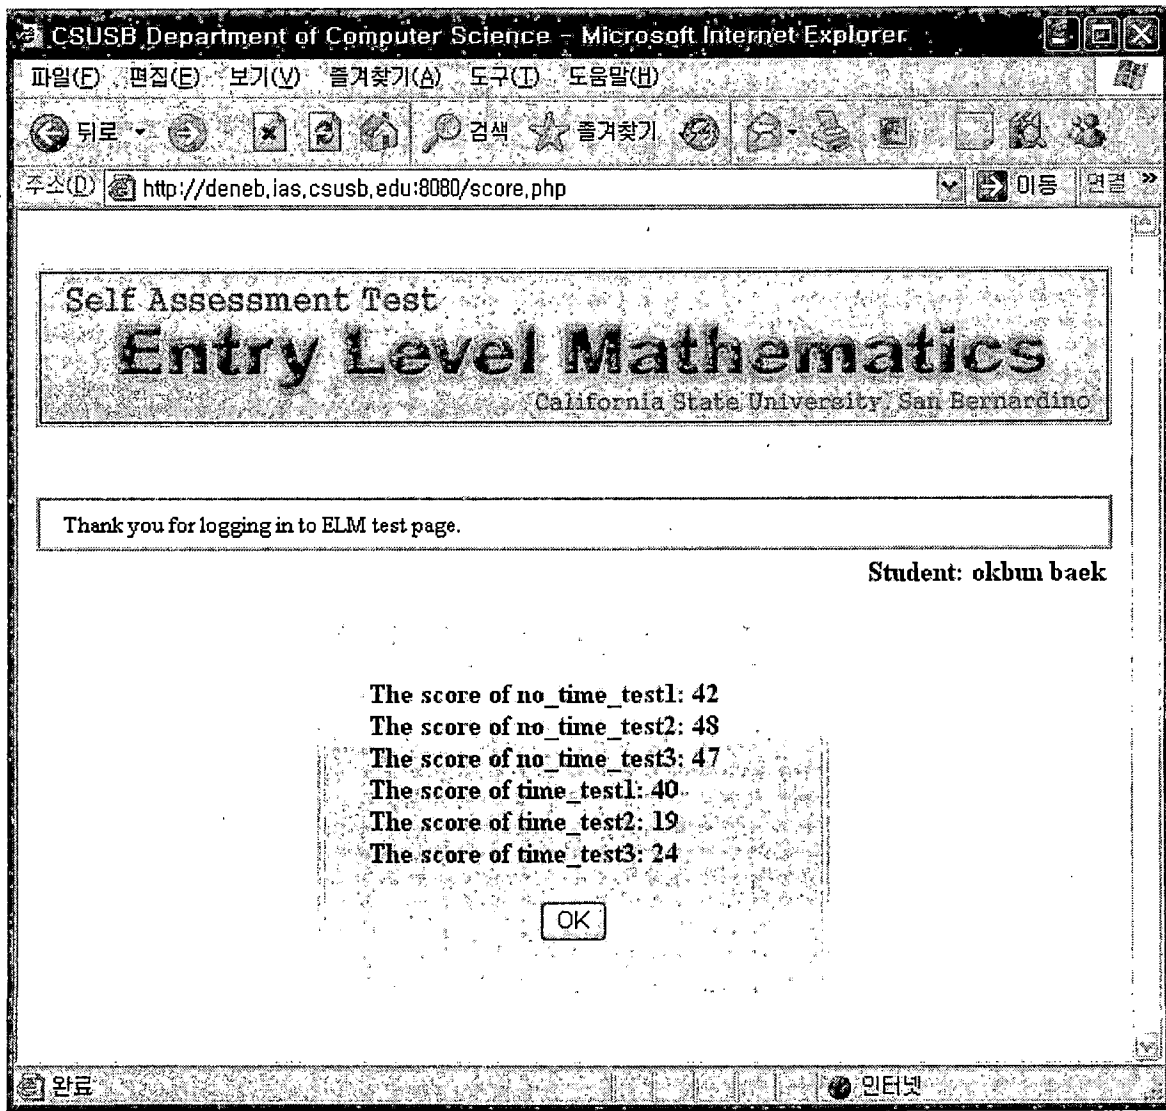 CSUSB Department of Computer Science - Microsoft Internet Explorer
파일(F) 편집(E) 보기(V) 즐겨찾기(A) 도구(T) 도움말(H)
뒤로 검색 즐겨찾기
주소(D) http://deneb.ias.csusb.edu:8080/score.php 이동 연결 »
Self Assessment Test
Entry Level Mathematics
California State University, San Bernardino
Thank you for logging in to ELM test page.
Student: okbun baek
The score of no_time_test1: 42
The score of no_time_test2: 48
The score of no_time_test3: 47
The score of time_test1: 40
The score of time_test2: 19
The score of time_test3: 24
OK
완료 인터넷